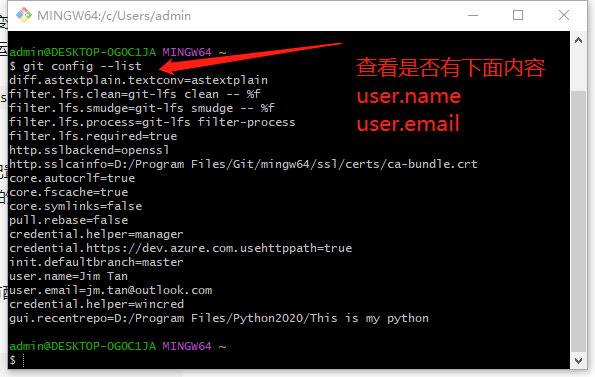 MINGW64:/c/Users/admin
admin@DESKTOP-OGOC1JA MINGW64 ~
$ git config --list
diff.astextplain.textconv=astextplain
filter.lfs.clean=git-lfs clean -- %f
filter.lfs.smudge=git-lfs smudge -- %f
filter.lfs.process=git-lfs filter-process
filter.lfs.required=true
http.sslbackend=openssl
http.sslcainfo=D:/Program Files/Git/mingw64/ssl/certs/ca-bundle.crt
core.autocrlf=true
core.fscache=true
core.symlinks=false
pull.rebase=false
credential.helper=manager
credential.https://dev.azure.com.usehttppath=true
init.defaultbranch=master
user.name=Jim Tan
user.email=jm.tan@outlook.com
credential.helper=wincred
gui.recentrepo=D:/Program Files/Python2020/This is my python
admin@DESKTOP-OGOC1JA MINGW64 ~
$
查看是否有下面内容
user.name
user.email